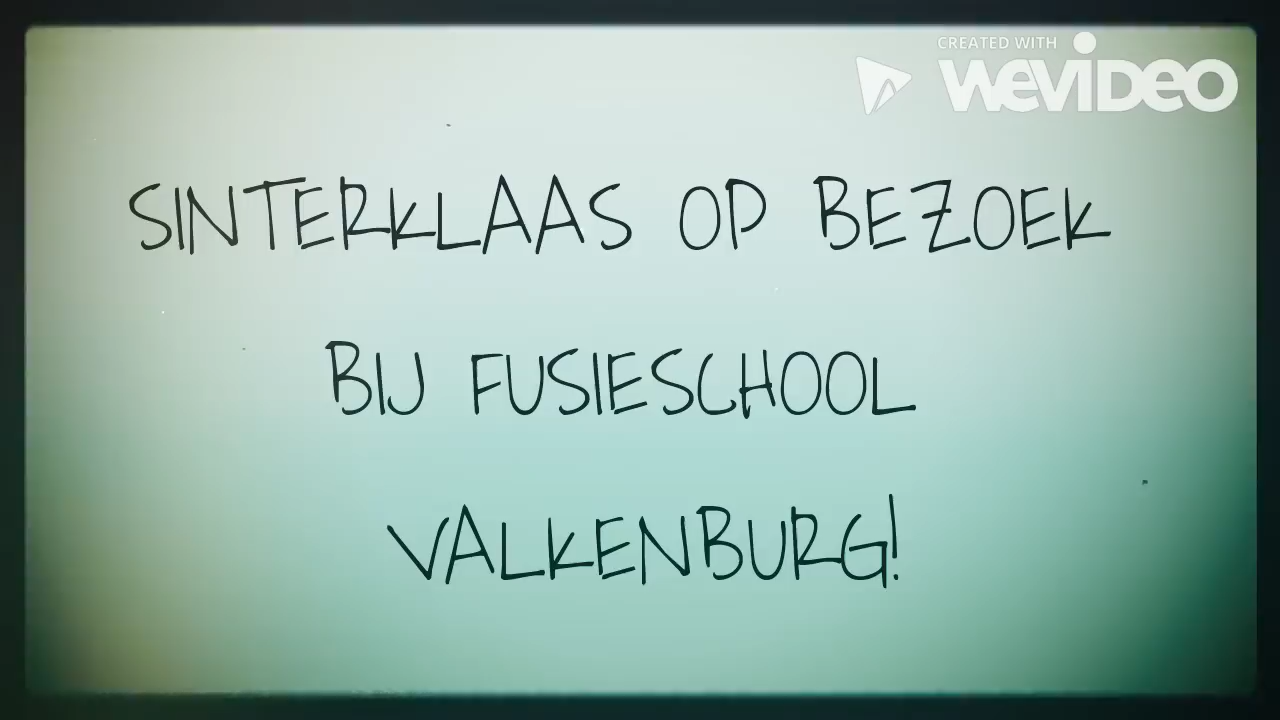 CREATED WITH
WEVIDEO
SINTERKLAAS OP BEZOEK
BIJ FUSIESCHOOL
VALKENBURG!